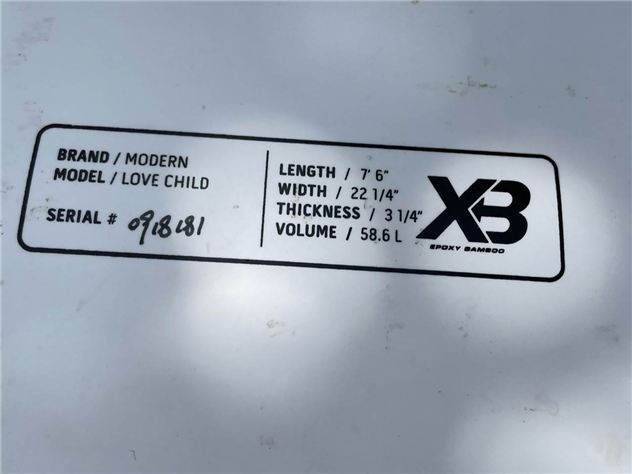 BRAND / MODERN
MODEL / LOVE CHILD
SERIAL # 0918181
LENGTH / 7' 6"
WIDTH / 22 1/4"
THICKNESS / 3 1/4"
VOLUME / 58.6 L
XB
EPOXY BAMBOO